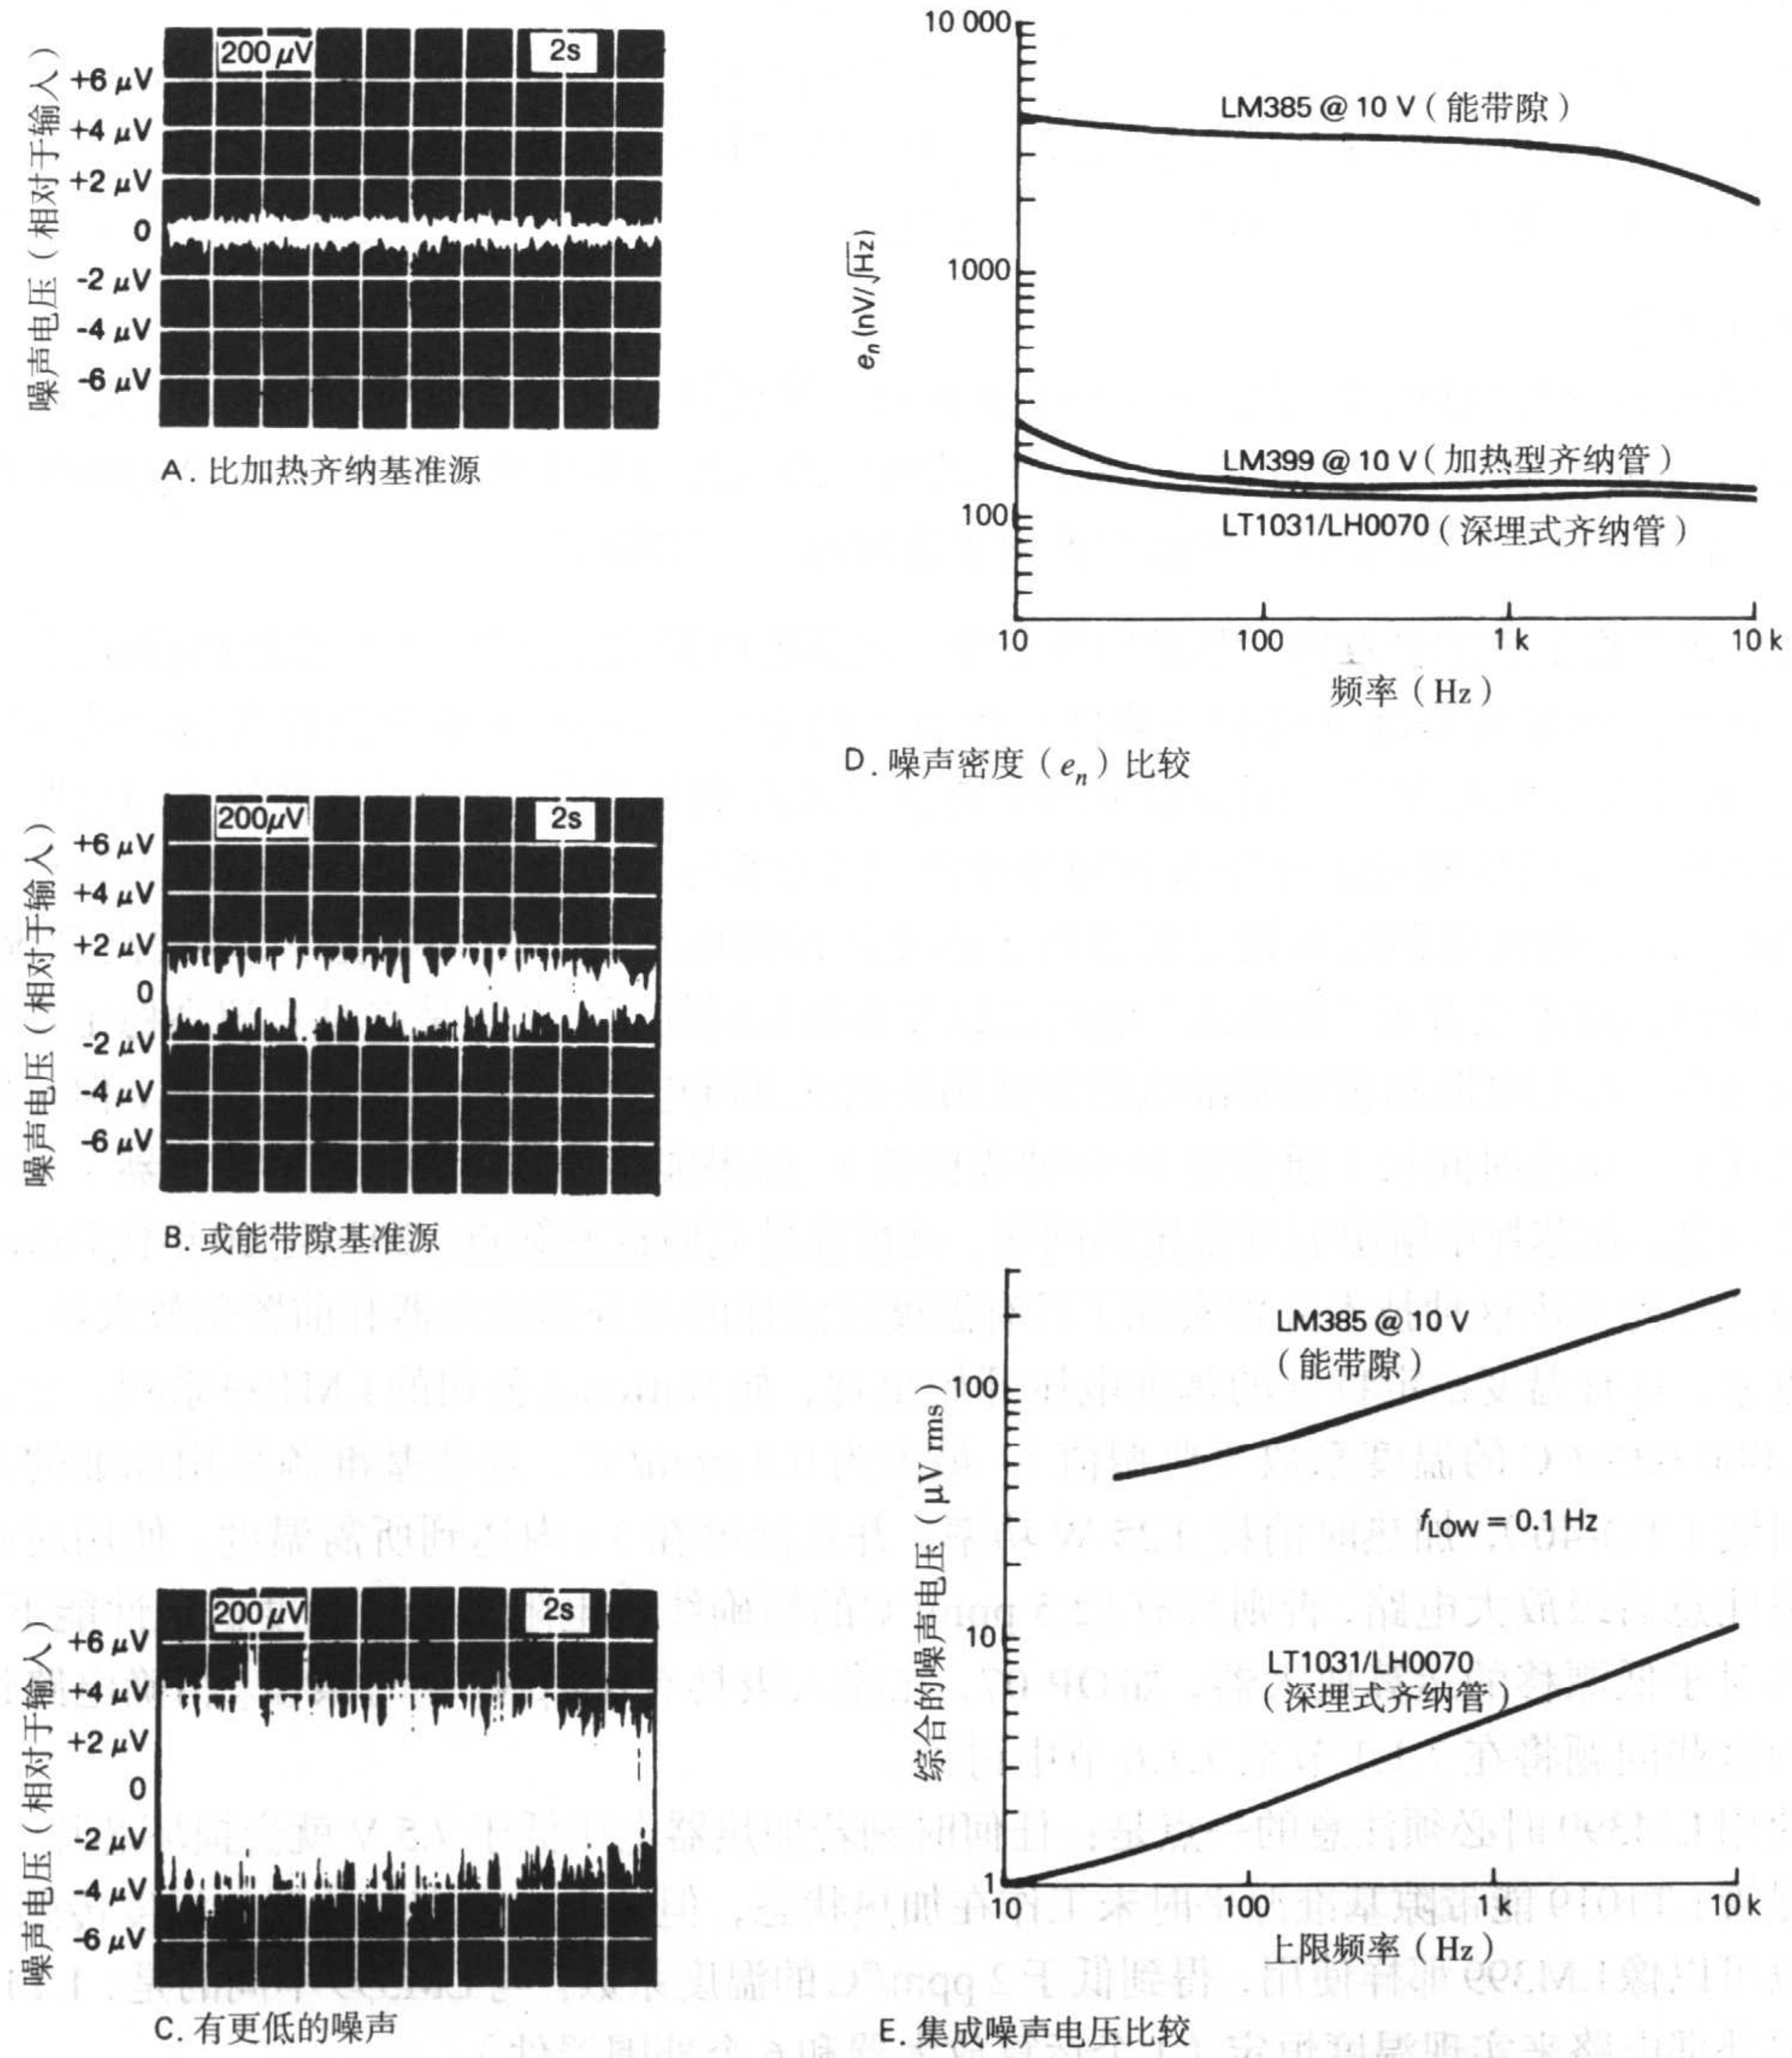 噪声电压（相对于输入）
200 μV
2s
+6 μV
+4 μV
+2 μV
0
-2 μV
-4 μV
-6 μV
A. 比加热齐纳基准源
10 000
1000
100
e_n (nV/√Hz)
LM385 @ 10 V（能带隙）
LM399 @ 10 V（加热型齐纳管）
LT1031/LH0070（深埋式齐纳管）
10
100
1 k
10 k
频率（Hz）
D. 噪声密度（e_n）比较
噪声电压（相对于输入）
200μV
2s
+6 μV
+4 μV
+2 μV
0
-2 μV
-4 μV
-6 μV
B. 或能带隙基准源
噪声电压（相对于输入）
200 μV
2s
+6 μV
+4 μV
+2 μV
0
-2 μV
-4 μV
-6 μV
C. 有更低的噪声
综合的噪声电压（μV rms）
100
10
1
LM385 @ 10 V
（能带隙）
f_LOW = 0.1 Hz
LT1031/LH0070
（深埋式齐纳管）
10
100
1 k
10 k
上限频率（Hz）
E. 集成噪声电压比较